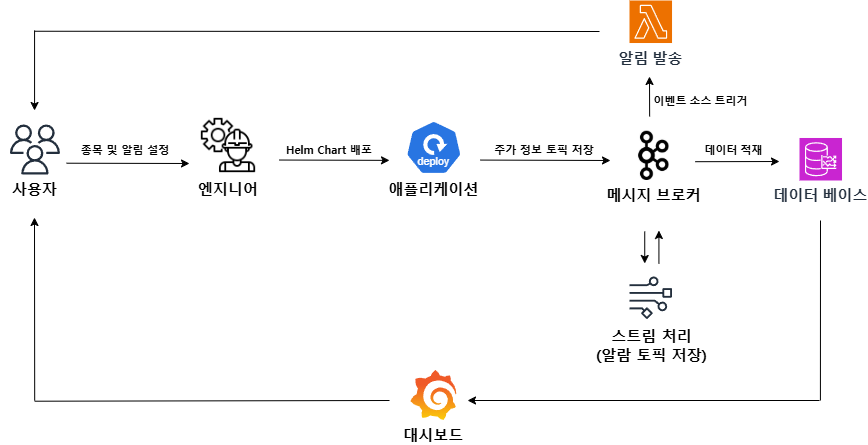 알림 발송
이벤트 소스 트리거
종목 및 알림 설정
Helm Chart 배포
deploy
주가 정보 토픽 저장
데이터 적재
사용자
엔지니어
애플리케이션
메시지 브로커
데이터 베이스
스트림 처리
(알람 토픽 저장)
대시보드